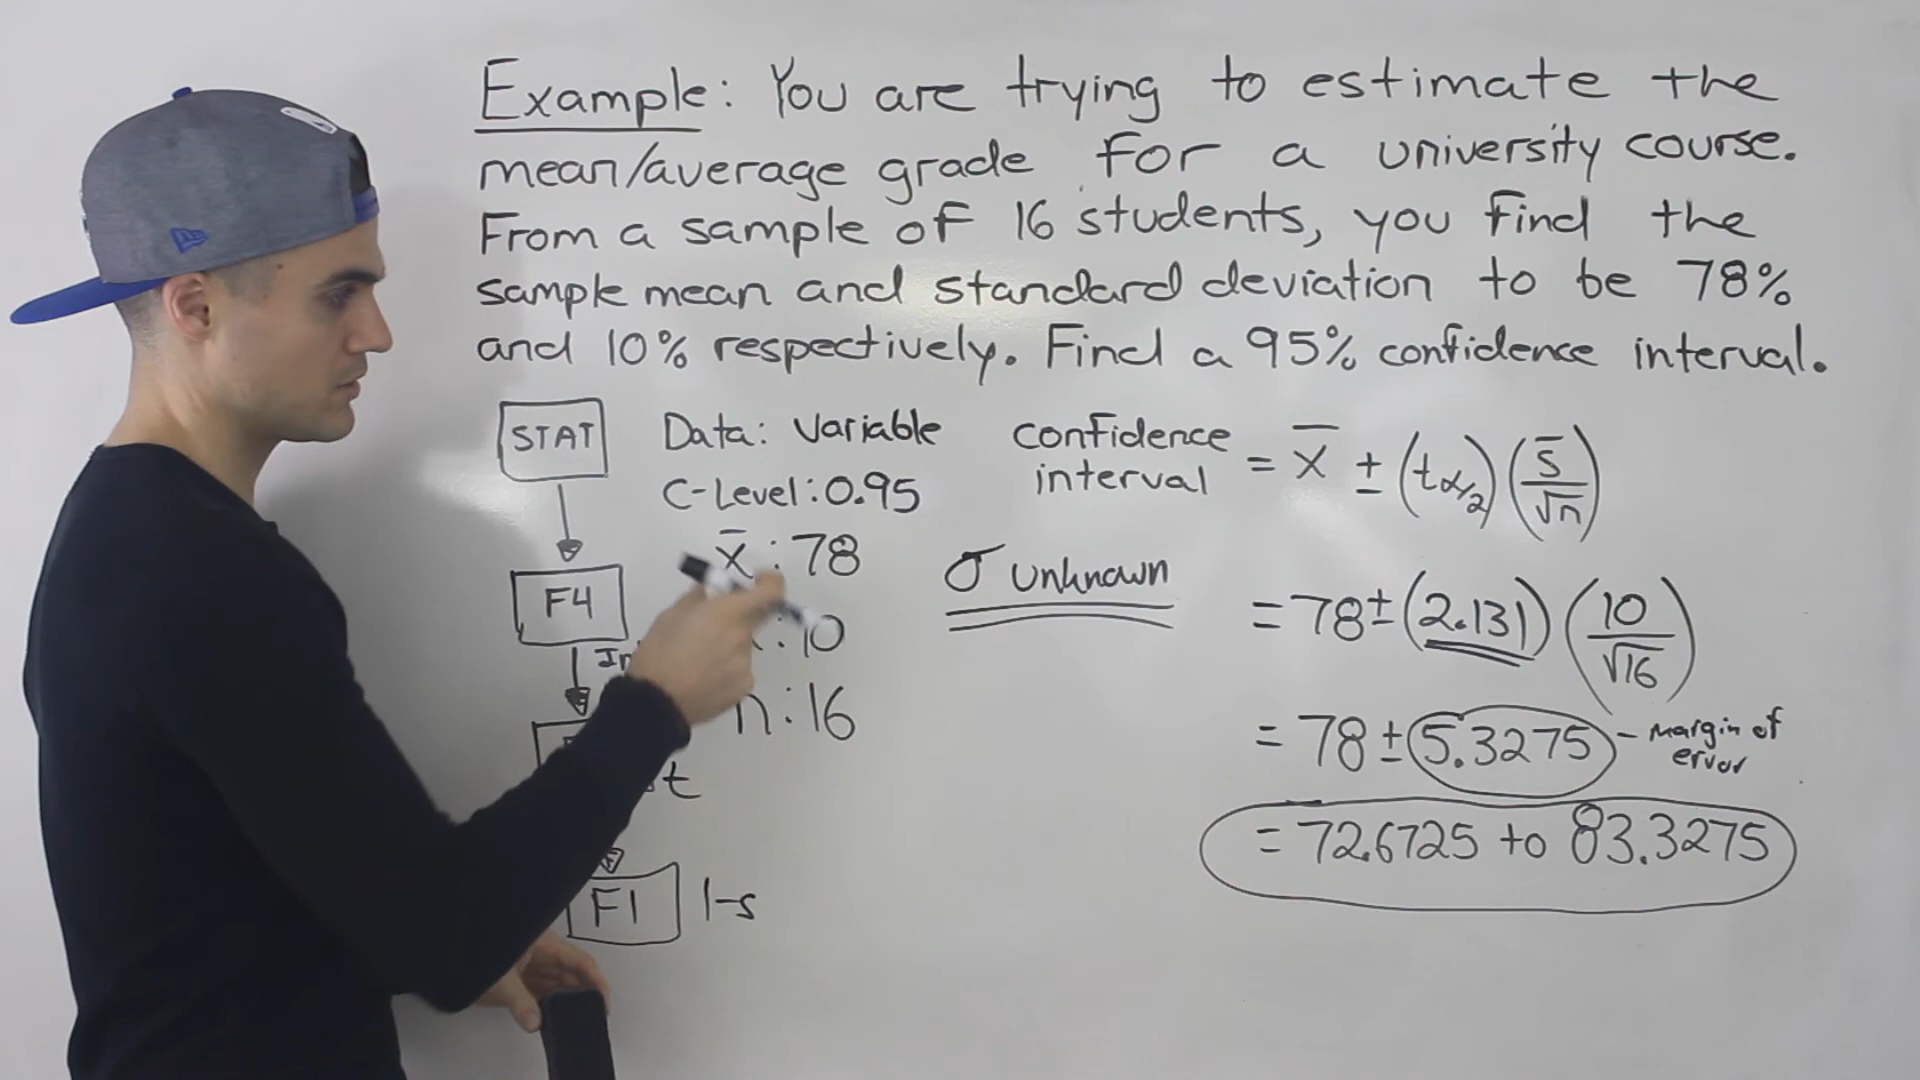 Example: You are trying to estimate the
mean/average grade for a university course.
From a sample of 16 students, you find the
sample mean and standard deviation to be 78%
and 10% respectively. Find a 95% confidence interval.
STAT
F4
F1 1-s
Data: Variable
C-Level: 0.95
x̄ : 78
: 10
n : 16
t
σ unknown
confidence interval = x̄ ± (tα/2)(s/√n)
= 78 ± (2.131)(10/√16)
= 78 ± 5.3275 - margin of error
= 72.6725 to 83.3275